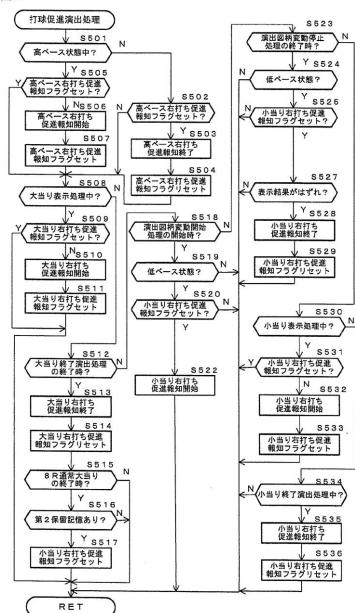 打球促進演出処理
S501
高ベース状態中?
N
Y
S505
高ベース右打ち促進
報知フラグセット?
Y
N
S506
高ベース右打ち
促進報知開始
S507
高ベース右打ち促進
報知フラグセット
S502
高ベース右打ち促進
報知フラグセット?
N
Y
S503
高ベース右打ち
促進報知終了
S504
高ベース右打ち促進
報知フラグリセット
S508
大当り表示処理中?
N
Y
S509
大当り右打ち促進
報知フラグセット?
Y
N
S510
大当り右打ち
促進報知開始
S511
大当り右打ち促進
報知フラグセット
S512
大当り終了演出処理
の終了時?
N
Y
S513
大当り右打ち
促進報知終了
S514
大当り右打ち促進
報知フラグリセット
S515
8R通常大当り
の終了時?
N
Y
S516
第2保留記憶あり?
N
Y
S517
小当り右打ち促進
報知フラグセット
RET
S518
演出図柄変動開始
処理の開始時?
N
Y
S519
低ベース状態?
N
Y
S520
小当り右打ち促進
報知フラグセット?
N
Y
S522
小当り右打ち
促進報知開始
S523
演出図柄変動停止
処理の終了時?
N
Y
S524
低ベース状態?
N
Y
S525
小当り右打ち促進
報知フラグセット?
N
Y
S527
表示結果がはずれ?
N
Y
S528
小当り右打ち
促進報知終了
S529
小当り右打ち促進
報知フラグリセット
S530
小当り表示処理中?
N
Y
S531
小当り右打ち促進
報知フラグセット?
Y
N
S532
小当り右打ち
促進報知開始
S533
小当り右打ち促進
報知フラグセット
S534
小当り終了演出処理中?
N
Y
S535
小当り右打ち
促進報知終了
S536
小当り右打ち促進
報知フラグリセット